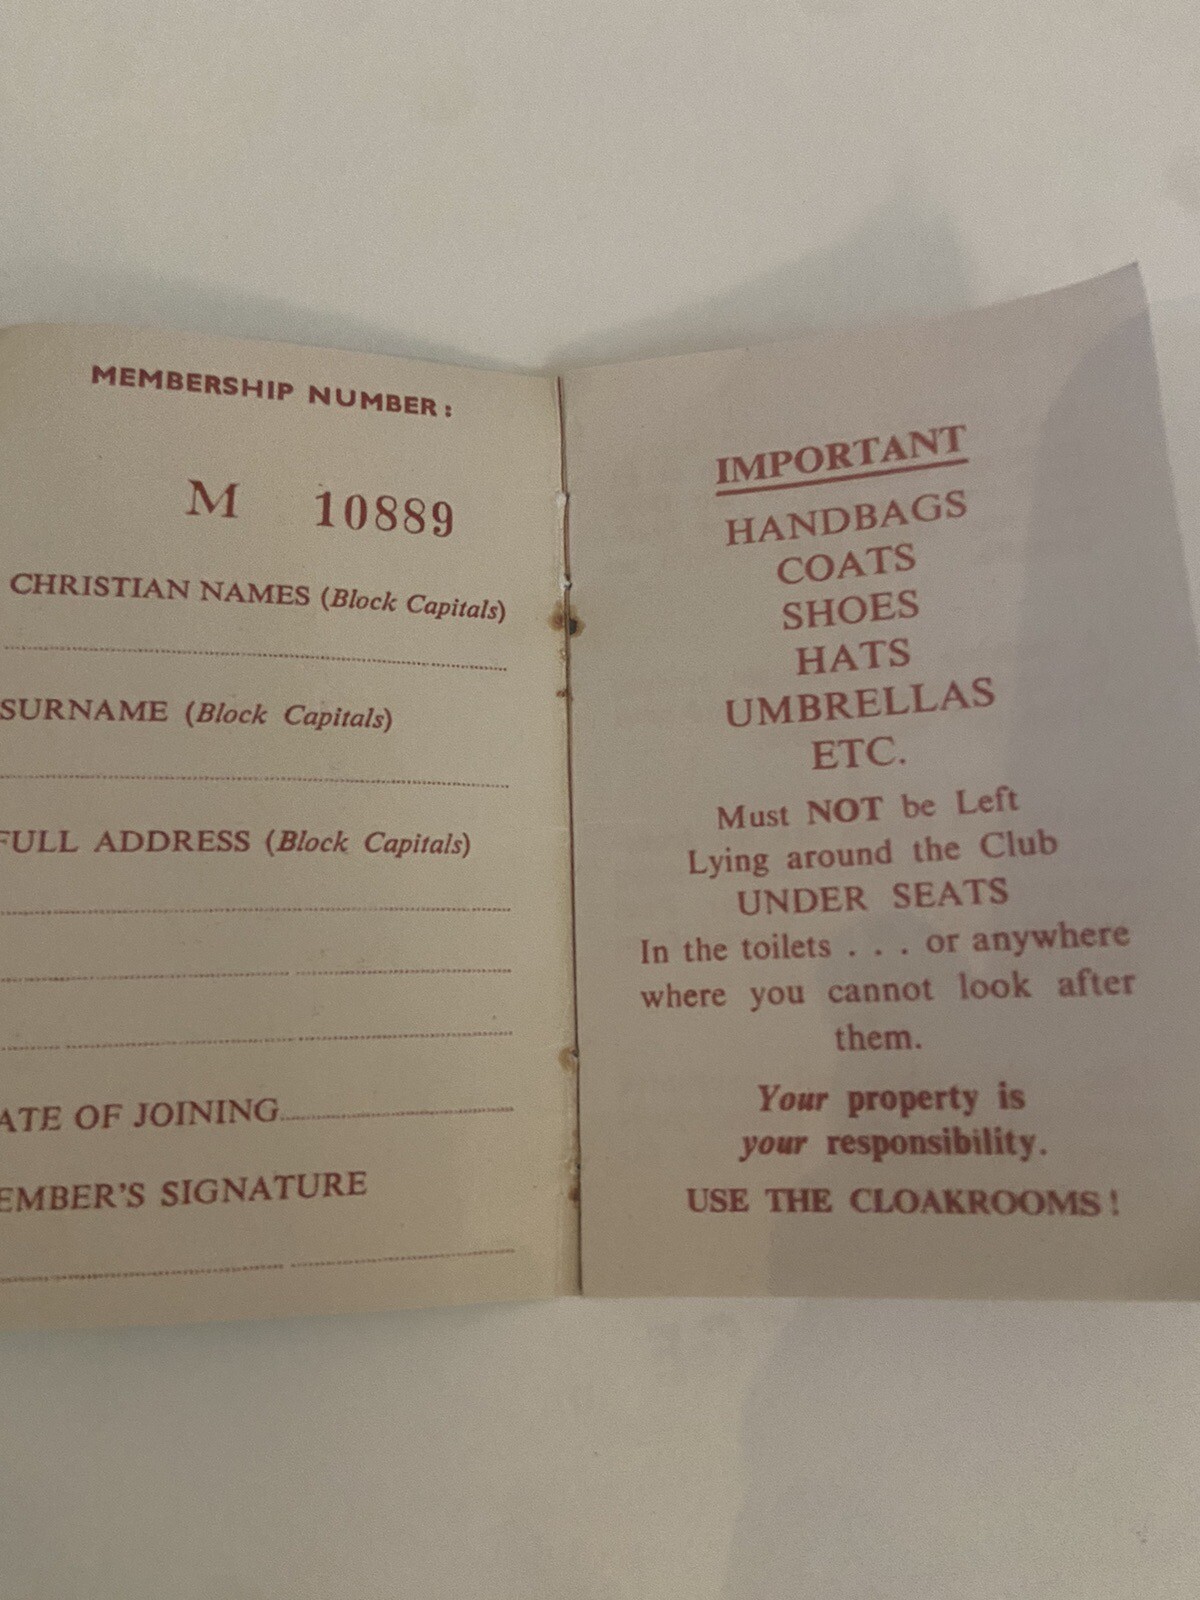 MEMBERSHIP NUMBER:
M 10889
CHRISTIAN NAMES (Block Capitals)
SURNAME (Block Capitals)
FULL ADDRESS (Block Capitals)
ATE OF JOINING
EMBER'S SIGNATURE
IMPORTANT
HANDBAGS
COATS
SHOES
HATS
UMBRELLAS
ETC.
Must NOT be Left
Lying around the Club
UNDER SEATS
In the toilets . . . or anywhere
where you cannot look after
them.
Your property is
your responsibility.
USE THE CLOAKROOMS!